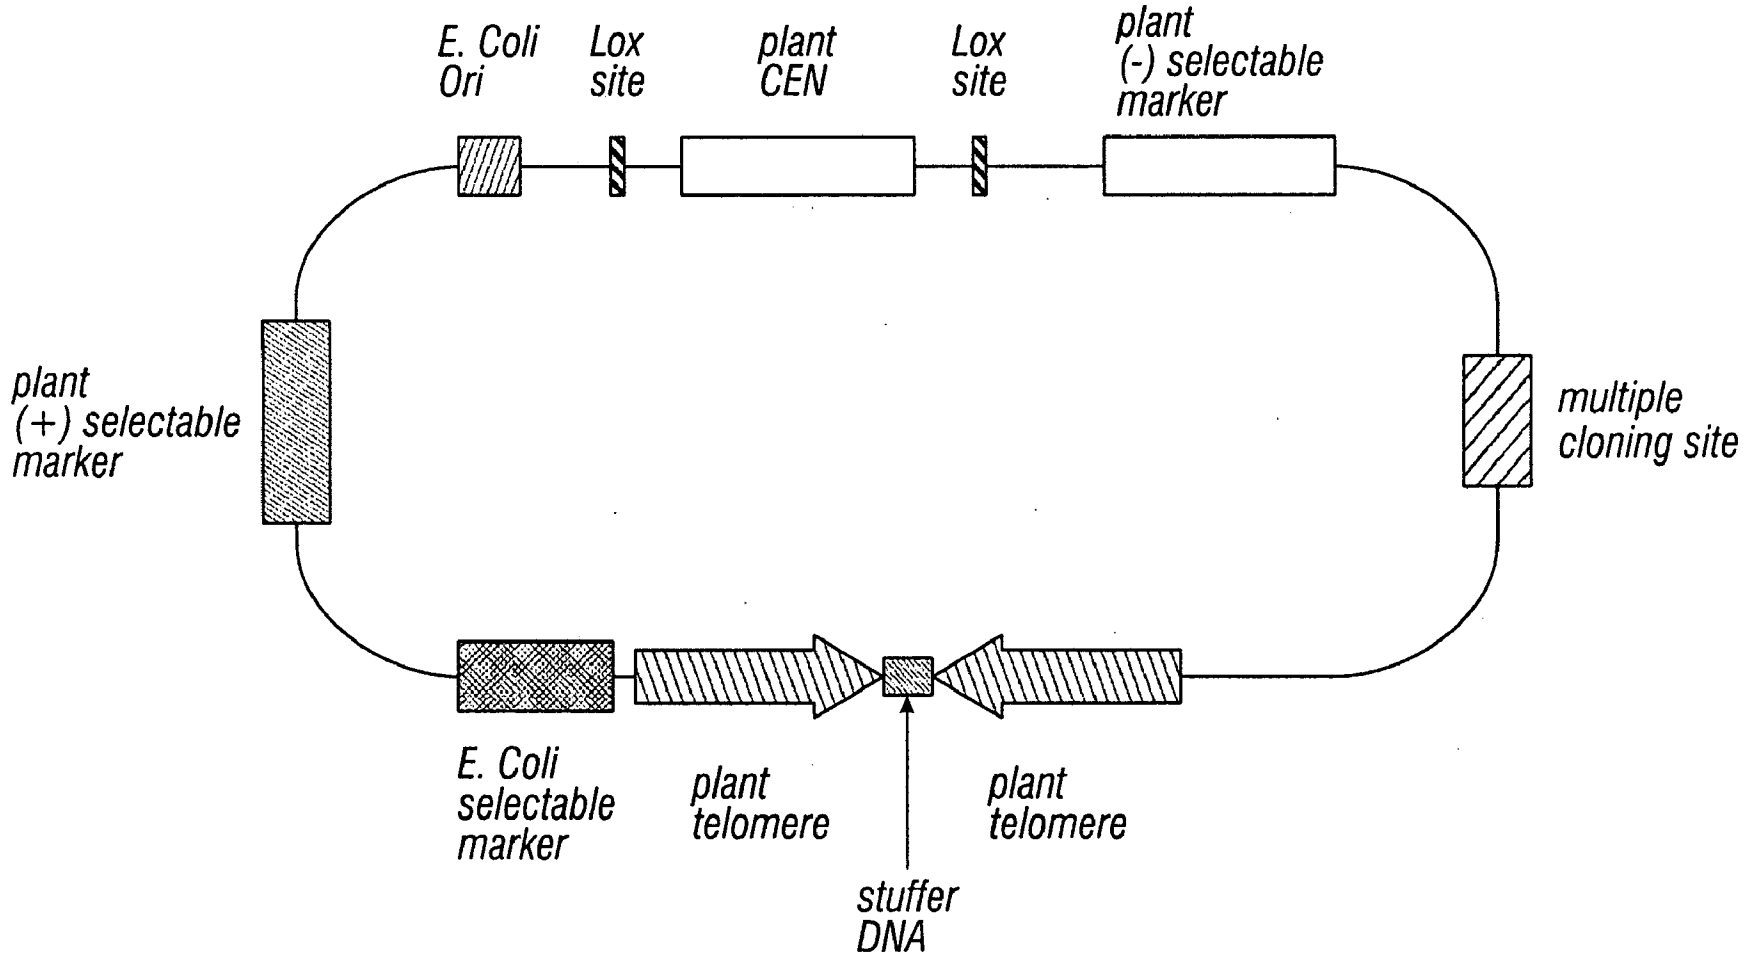 E. Coli
Ori
Lox
site
plant
CEN
Lox
site
plant
(-) selectable
marker
plant
(+) selectable
marker
multiple
cloning site
E. Coli
selectable
marker
plant
telomere
plant
telomere
stuffer
DNA